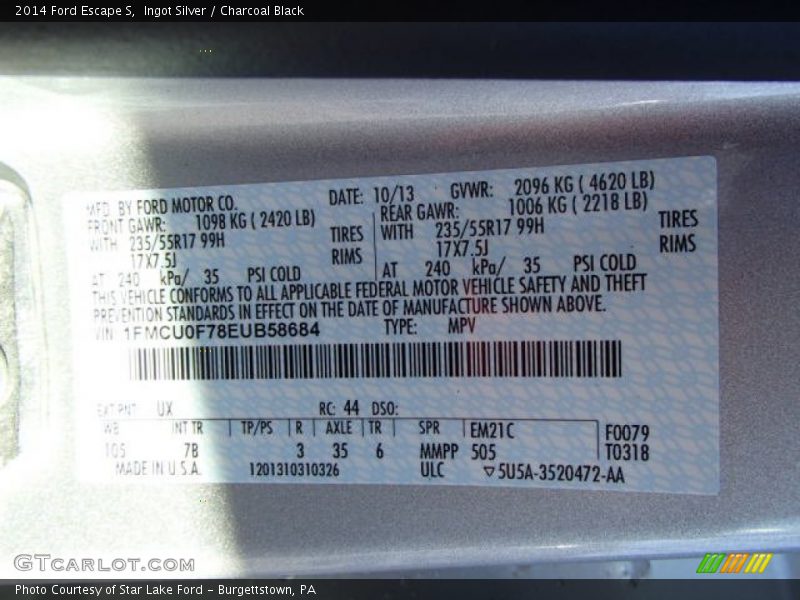 2014 Ford Escape S,  Ingot Silver / Charcoal Black
MFD. BY FORD MOTOR CO. DATE: 10/13 GVWR: 2096 KG ( 4620 LB)
FRONT GAWR: 1098 KG ( 2420 LB) REAR GAWR: 1006 KG ( 2218 LB)
WITH 235/55R17 99H TIRES WITH 235/55R17 99H TIRES
17X7.5J RIMS 17X7.5J RIMS
AT 240 kPa/ 35 PSI COLD AT 240 kPa/ 35 PSI COLD
THIS VEHICLE CONFORMS TO ALL APPLICABLE FEDERAL MOTOR VEHICLE SAFETY AND THEFT
PREVENTION STANDARDS IN EFFECT ON THE DATE OF MANUFACTURE SHOWN ABOVE.
VIN: 1FMCU0F78EUB58684 TYPE: MPV
EXT PNT: UX RC: 44 DSO:
WB INT TR TP/PS R AXLE TR SPR EM21C F0079
105 7B 3 35 6 MMPP 505 T0318
MADE IN U.S.A. 1201310310326 ULC ▽5U5A-3520472-AA
GTCARLOT.COM
Photo Courtesy of Star Lake Ford - Burgettstown, PA